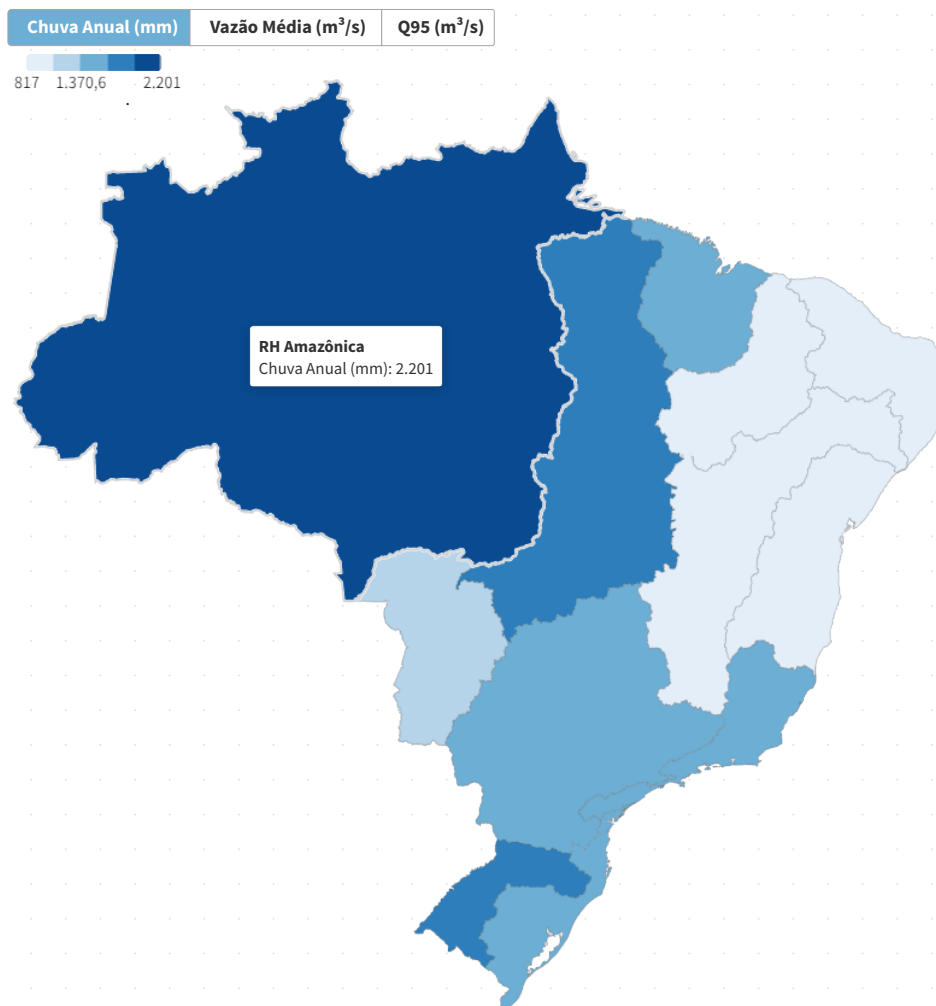 Chuva Anual (mm) Vazão Média (m³/s) Q95 (m³/s)
817 1.370,6 2.201
RH Amazônica
Chuva Anual (mm): 2.201